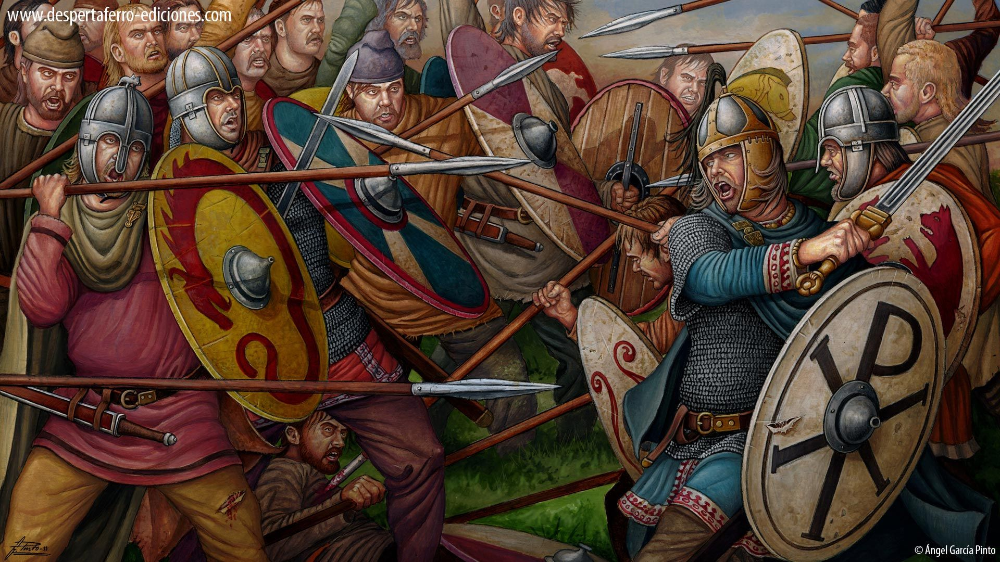 www.despertaferro-ediciones.com
☧
© Ángel García Pinto